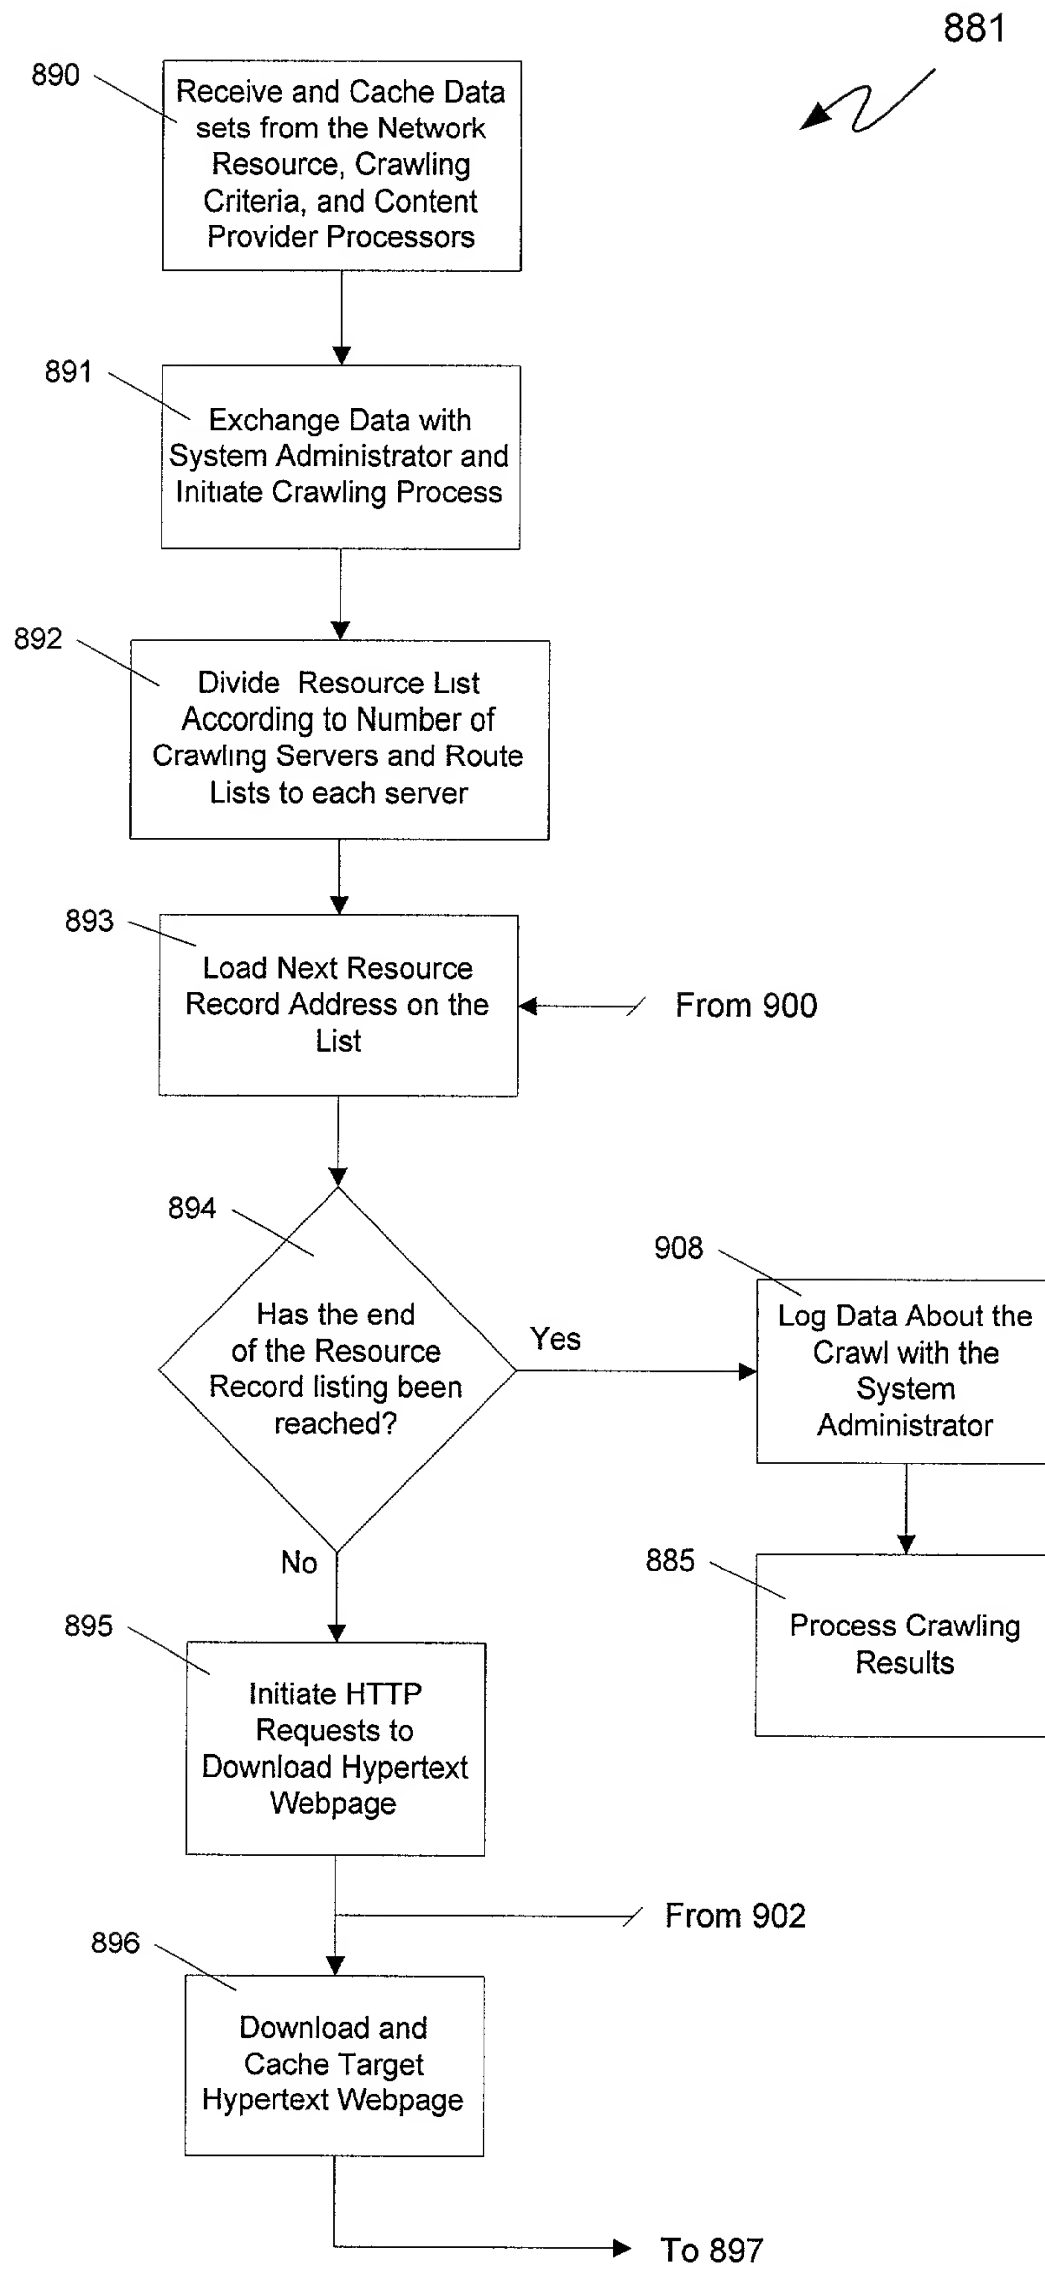 881
890
Receive and Cache Data
sets from the Network
Resource, Crawling
Criteria, and Content
Provider Processors
891
Exchange Data with
System Administrator and
Initiate Crawling Process
892
Divide Resource List
According to Number of
Crawling Servers and Route
Lists to each server
893
Load Next Resource
Record Address on the
List
From 900
894
Has the end
of the Resource
Record listing been
reached?
Yes
908
Log Data About the
Crawl with the
System
Administrator
No
885
Process Crawling
Results
895
Initiate HTTP
Requests to
Download Hypertext
Webpage
From 902
896
Download and
Cache Target
Hypertext Webpage
To 897